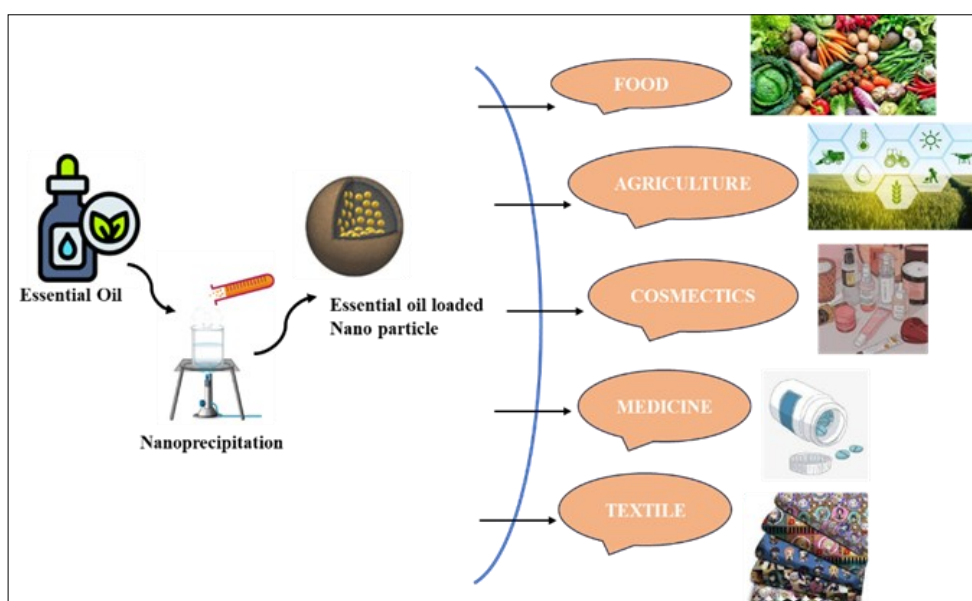 Essential Oil
Nanoprecipitation
Essential oil loaded
Nano particle
FOOD
AGRICULTURE
COSMECTICS
MEDICINE
TEXTILE